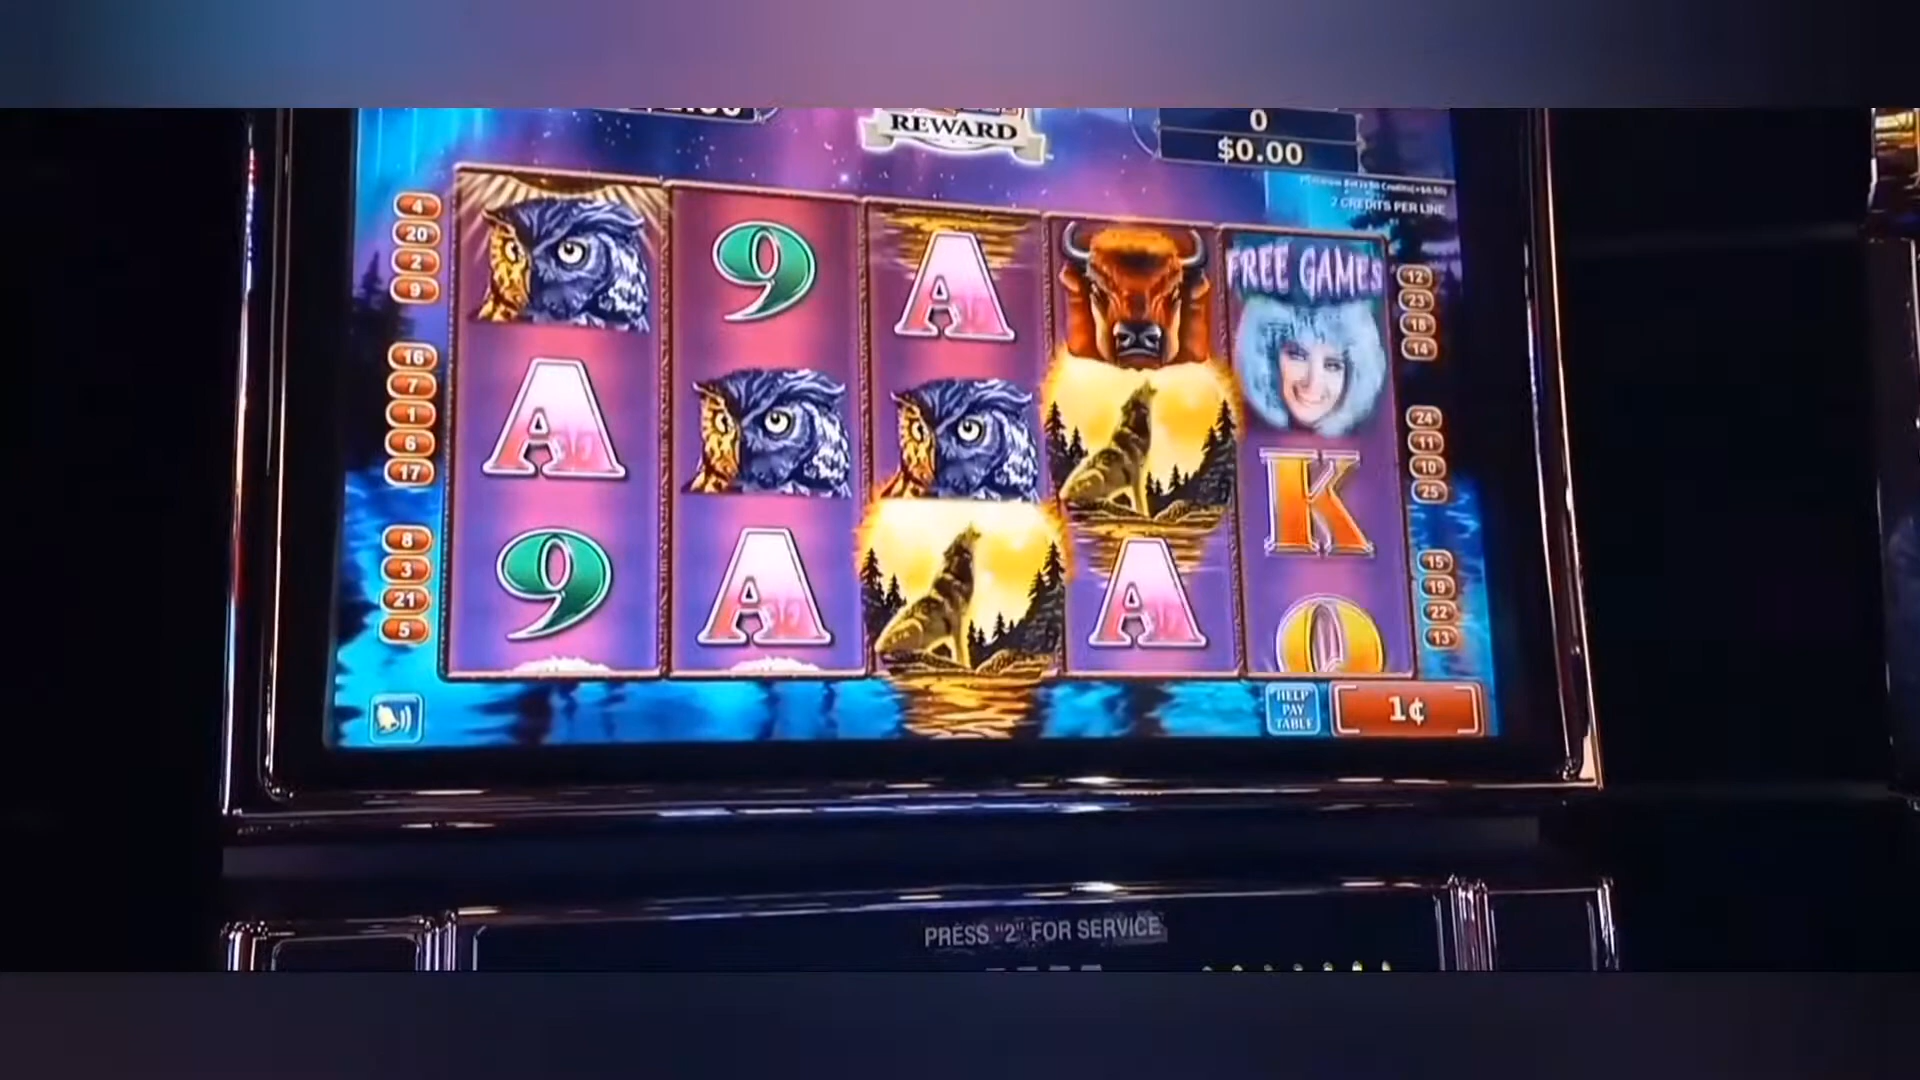 REWARD
0
$0.00
2 CREDITS PER LINE
4
20
2
9
16
7
1
6
17
8
3
21
5
9
A
FREE GAMES
A
K
9
A
A
Q
12
23
18
14
24
11
10
25
15
19
22
13
HELP
PAY
TABLE
1¢
PRESS "2" FOR SERVICE